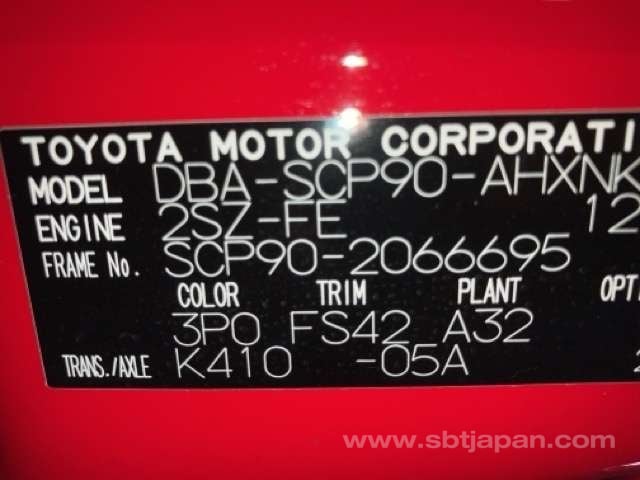 TOYOTA MOTOR CORPORATI
MODEL DBA-SCP90-AHXNK
ENGINE 2SZ-FE 12
FRAME No. SCP90-2066695
COLOR TRIM PLANT OPT
3P0 FS42 A32
TRANS./AXLE K410 -05A
www.sbtjapan.com